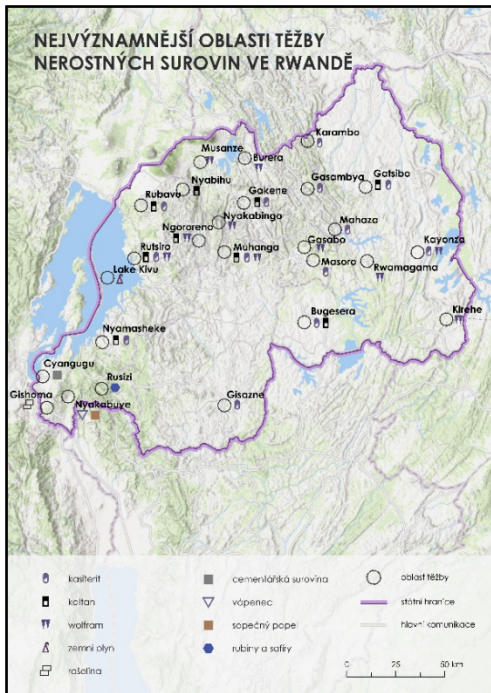 NEJVÝZNAMNĚJŠÍ OBLASTI TĚŽBY
NEROSTNÝCH SUROVIN VE RWANDĚ
Karambo
Musanze
Burera
Nyabihu
Gasambya
Gatsibo
Rubavu
Gakene
Nyakabingo
Mahaza
Ngororero
Rutsiro
Muhanga
Gasabo
Kayonza
Masoro
Rwamagama
Lake Kivu
Bugesera
Kirehe
Nyamasheke
Cyangugu
Rusizi
Gishoma
Nyakabuye
Gisazne
kasiterit
cementářská surovina
oblast těžby
koltan
vápenec
státní hranice
wolfram
sopečný popel
hlavní komunikace
zemní plyn
rubíny a safíry
rašelina
0 25 50 km